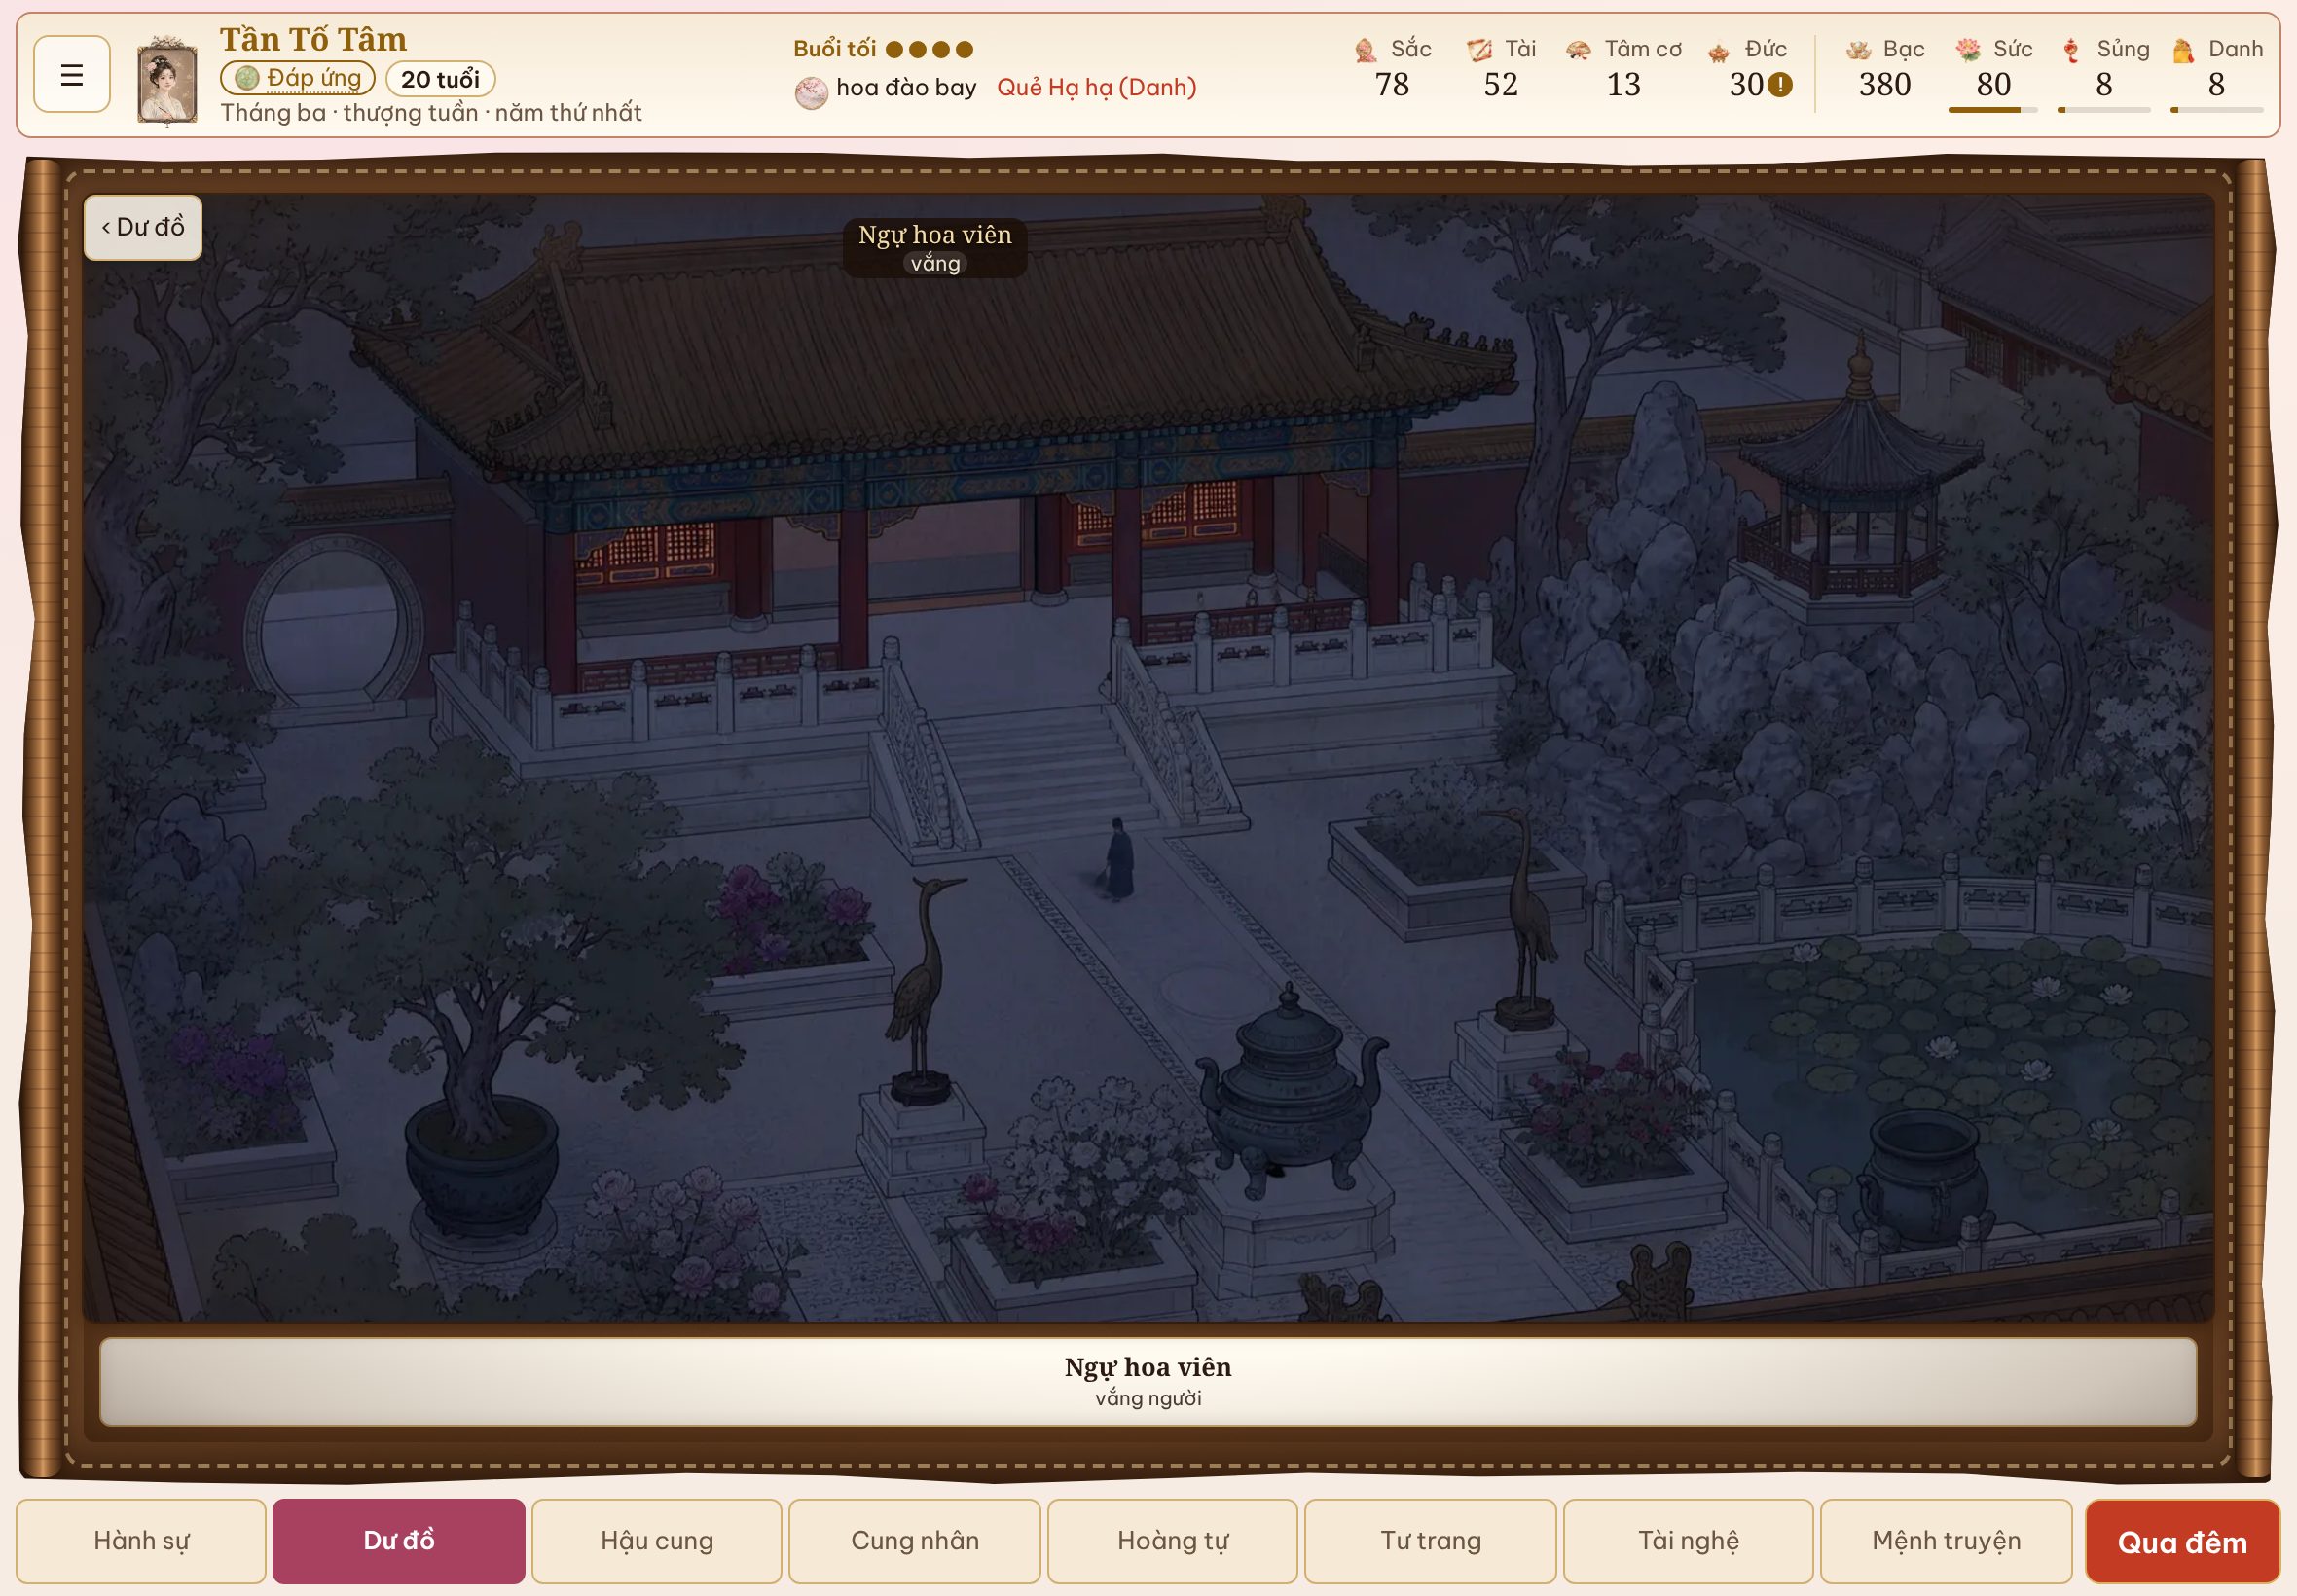 ☰
Tần Tố Tâm
Đáp ứng
20 tuổi
Tháng ba · thượng tuần · năm thứ nhất
Buổi tối
hoa đào bay
Quẻ Hạ hạ (Danh)
Sắc
78
Tài
52
Tâm cơ
13
Đức
30 !
Bạc
380
Sức
80
Sủng
8
Danh
8
‹ Dư đồ
Ngự hoa viên
vắng
Ngự hoa viên
vắng người
Hành sự
Dư đồ
Hậu cung
Cung nhân
Hoàng tự
Tư trang
Tài nghệ
Mệnh truyện
Qua đêm